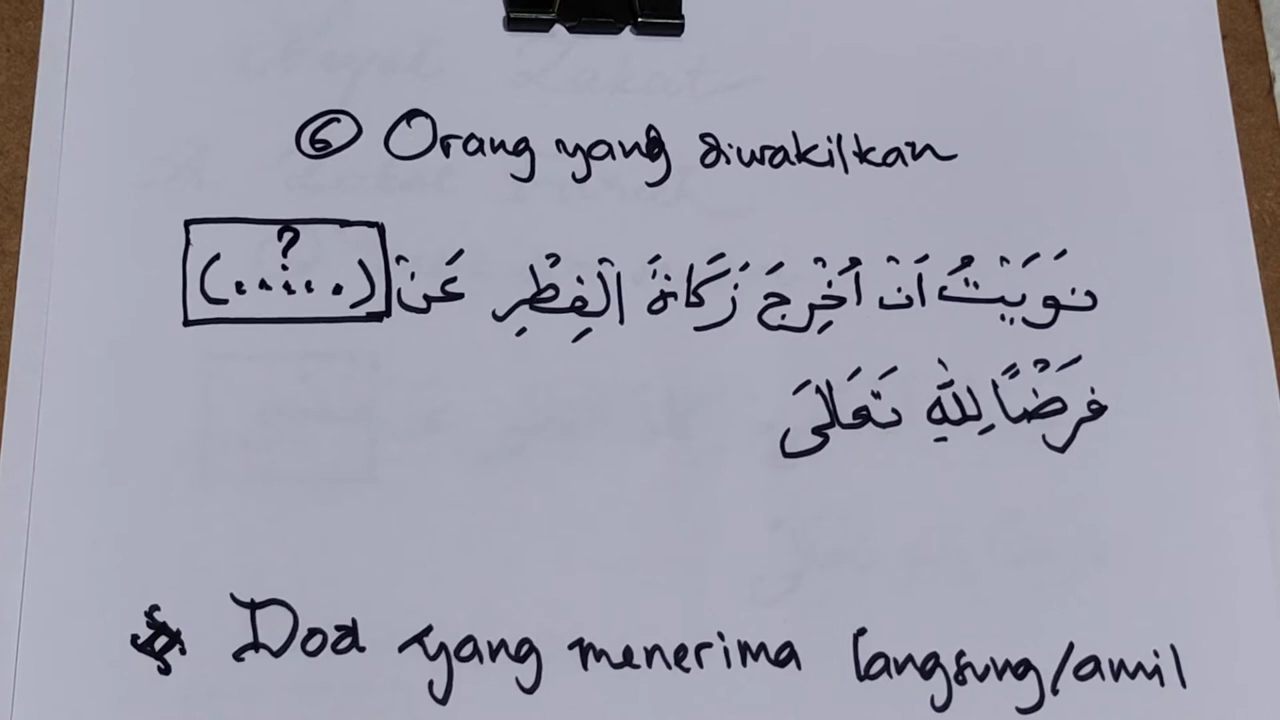 ⑥ Orang yang diwakilkan
نَوَيْتُ اَنْ اُخْرِجَ زَكَاةَ الْفِطْرِ عَنْ (......) ?
فَرْضًا لِلّٰهِ تَعَالَى
Doa yang menerima langsung/amil